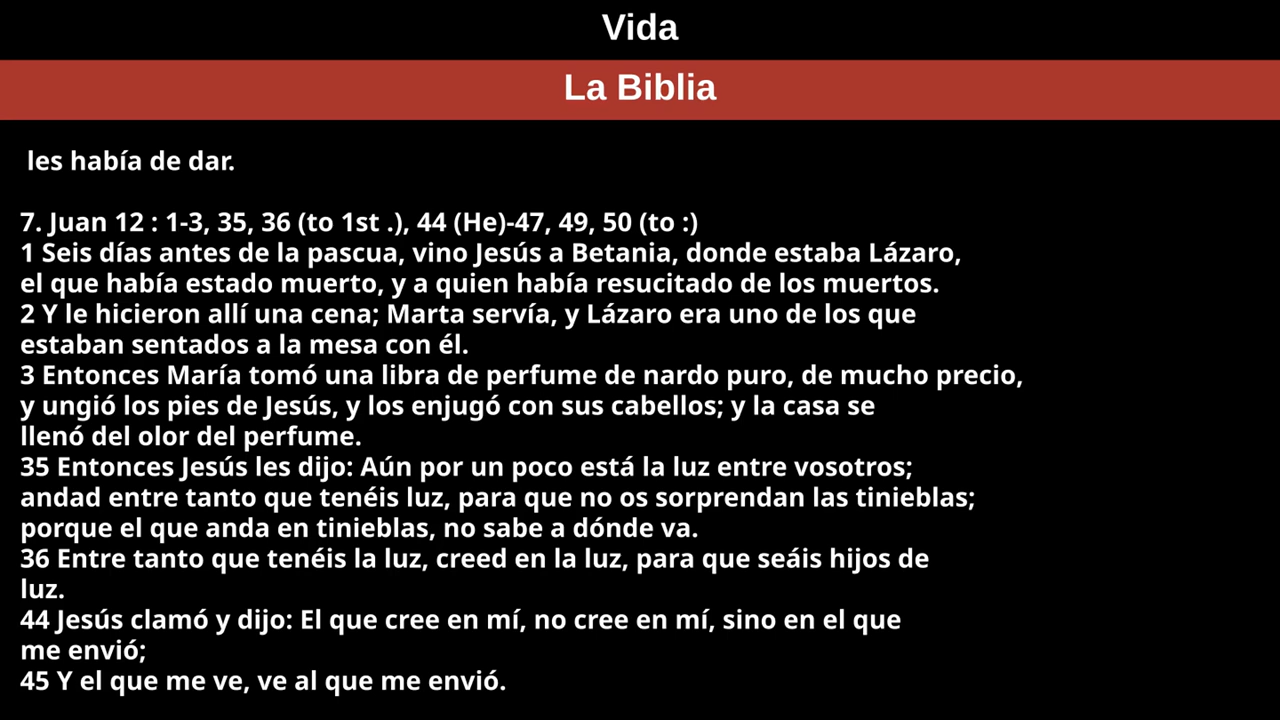 Vida
La Biblia
les había de dar.
7. Juan 12 : 1-3, 35, 36 (to 1st .), 44 (He)-47, 49, 50 (to :)
1 Seis días antes de la pascua, vino Jesús a Betania, donde estaba Lázaro,
el que había estado muerto, y a quien había resucitado de los muertos.
2 Y le hicieron allí una cena; Marta servía, y Lázaro era uno de los que
estaban sentados a la mesa con él.
3 Entonces María tomó una libra de perfume de nardo puro, de mucho precio,
y ungió los pies de Jesús, y los enjugó con sus cabellos; y la casa se
llenó del olor del perfume.
35 Entonces Jesús les dijo: Aún por un poco está la luz entre vosotros;
andad entre tanto que tenéis luz, para que no os sorprendan las tinieblas;
porque el que anda en tinieblas, no sabe a dónde va.
36 Entre tanto que tenéis la luz, creed en la luz, para que seáis hijos de
luz.
44 Jesús clamó y dijo: El que cree en mí, no cree en mí, sino en el que
me envió;
45 Y el que me ve, ve al que me envió.